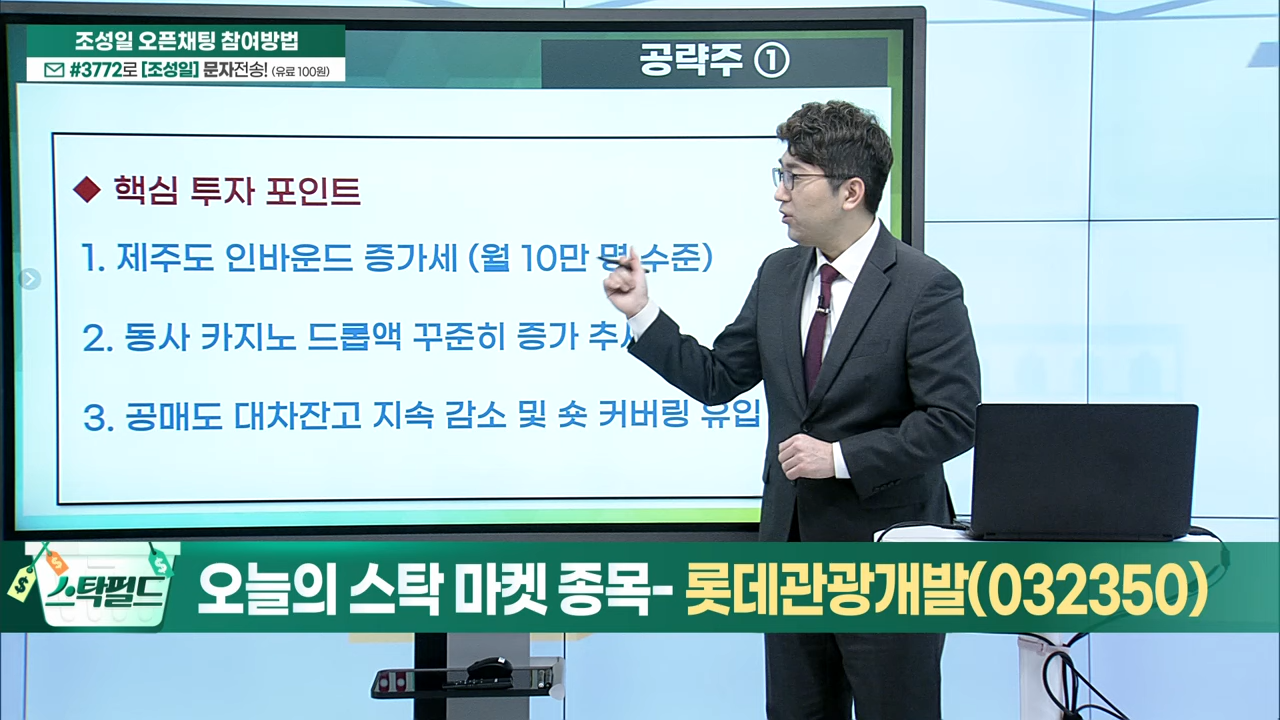 조성일 오픈채팅 참여방법
#3772로 [조성일] 문자전송! (유료 100원)
공략주 ①
◆ 핵심 투자 포인트
1. 제주도 인바운드 증가세 (월 10만 명 수준)
2. 동사 카지노 드롭액 꾸준히 증가
3. 공매도 대차잔고 지속 감소 및 숏 커버링 유입
스탁필드
오늘의 스탁 마켓 종목- 롯데관광개발(032350)